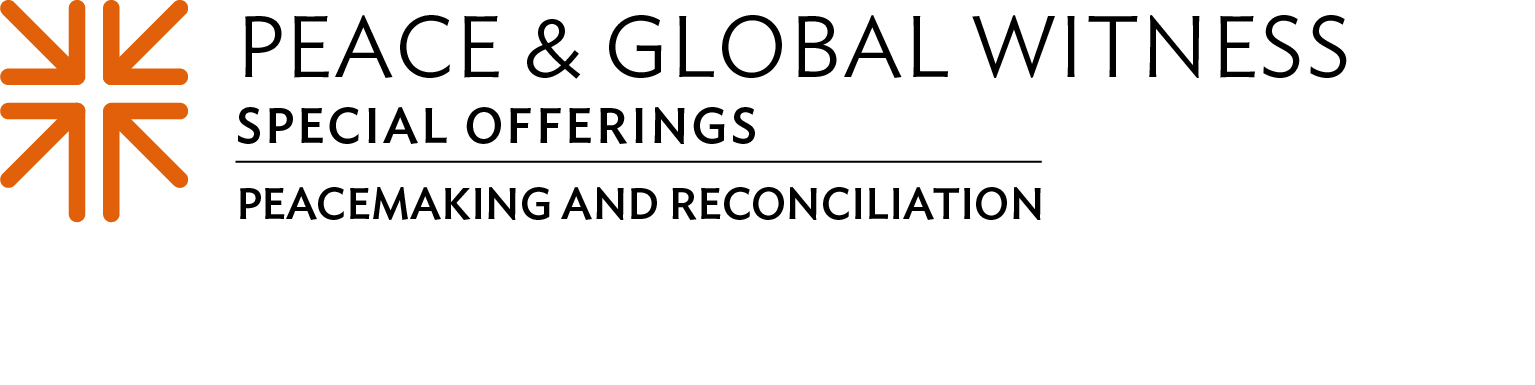 PEACE & GLOBAL WITNESS
SPECIAL OFFERINGS
PEACEMAKING AND RECONCILIATION